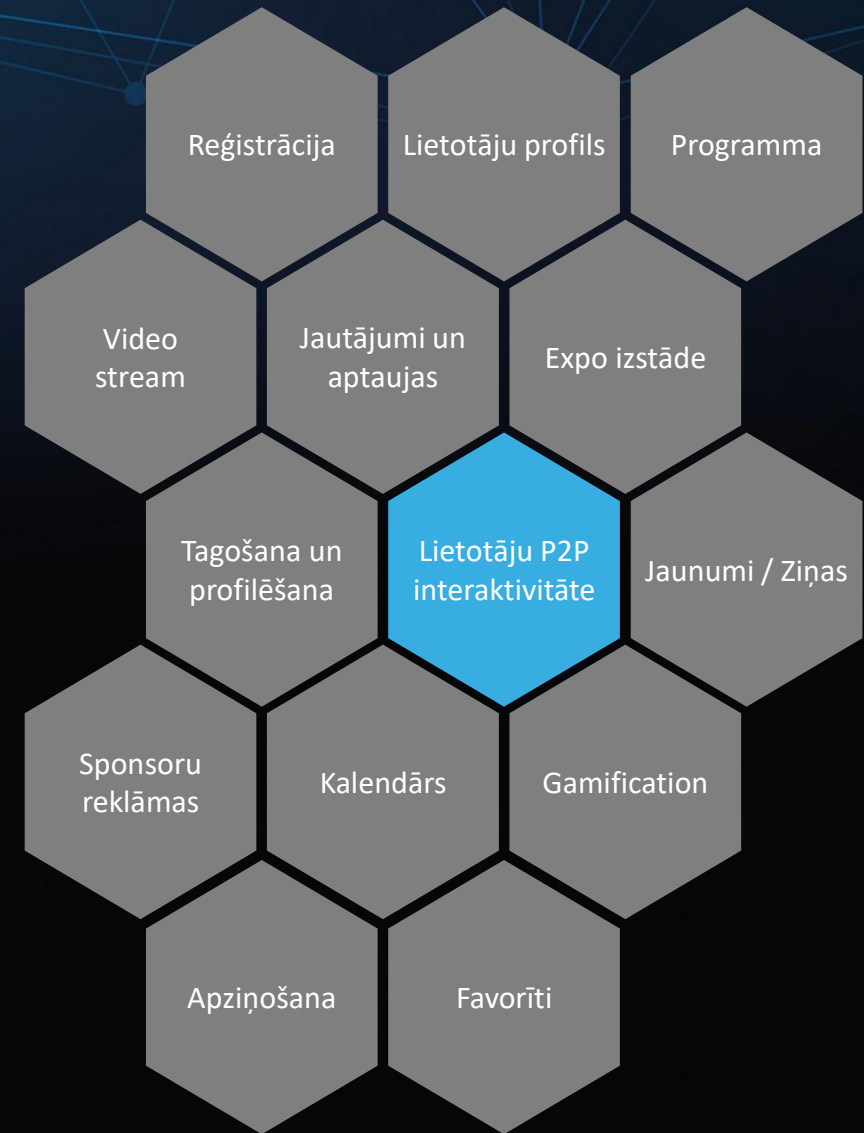 Reģistrācija
Lietotāju profils
Programma
Video
stream
Jautājumi un
aptaujas
Expo izstāde
Tagošana un
profilēšana
Lietotāju P2P
interaktivitāte
Jaunumi / Ziņas
Sponsoru
reklāmas
Kalendārs
Gamification
Apziņošana
Favorīti